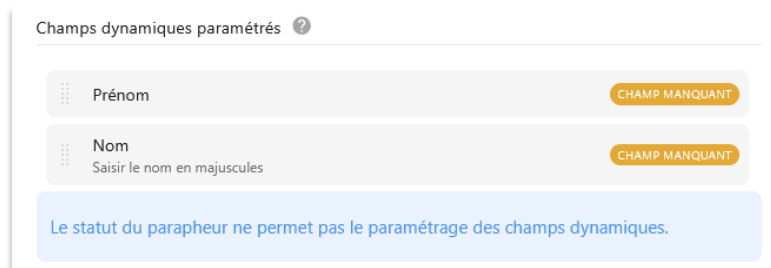 Champs dynamiques paramétrés ?
Prénom CHAMP MANQUANT
Nom
Saisir le nom en majuscules CHAMP MANQUANT
Le statut du parapheur ne permet pas le paramétrage des champs dynamiques.